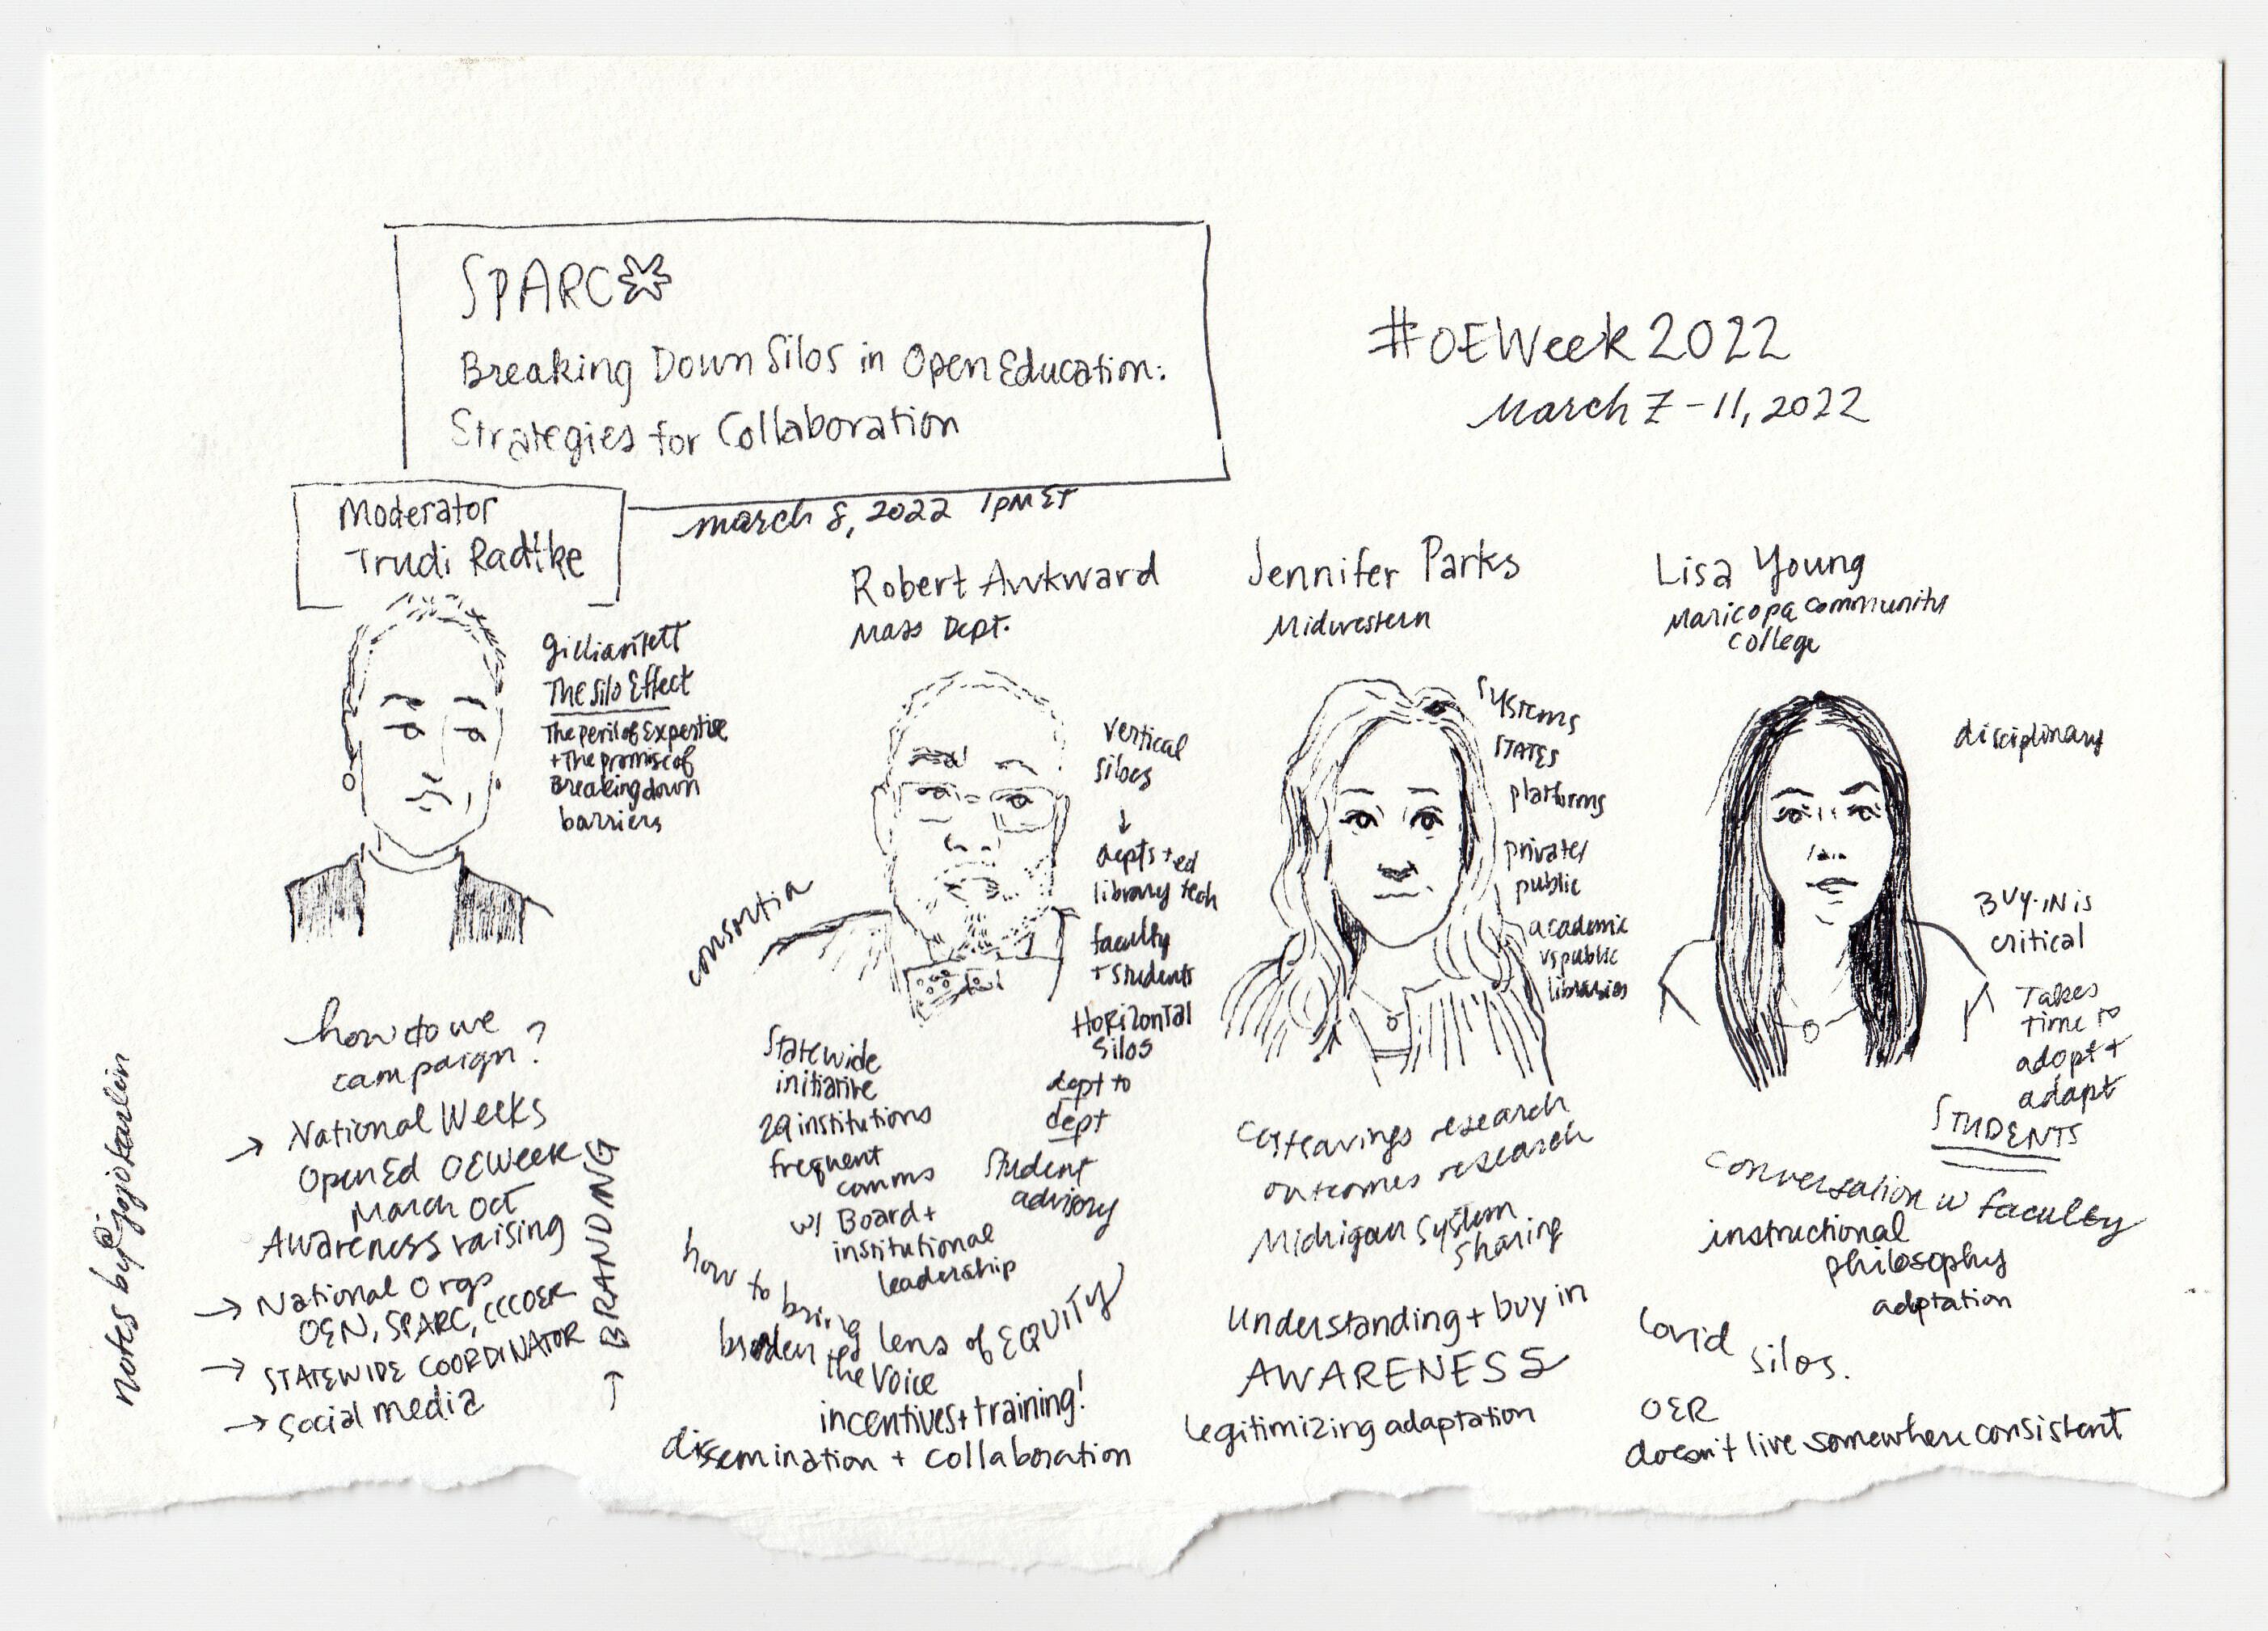 SPARC
Breaking Down Silos in Open Education:
Strategies for Collaboration
#OEWeek 2022
March 7-11, 2022
Moderator
Trudi Radtke
march 8, 2022 1PM ET
Gillian Tett
The Silo Effect
The peril of Expertise
+ The promise of
Breaking down
barriers
how do we
campaign?
→ National Weeks
OpenEd OEWeek
March Oct
Awareness raising
→ National Orgs
OEN, SPARC, CCCOER
→ STATEWIDE COORDINATOR
→ Social media
→ BRANDING
notes by @jojokarlin
Robert Awkward
Mass Dept.
consortia
vertical
siloes
↓
depts + ed
library tech
faculty
+ students
Horizontal
silos
dept to
dept
Student
advisory
Statewide
initiative
29 institutions
frequent
comms
w/ Board +
institutional
leadership
how to bring
lens of EQUITY
broaden the Voice
incentives + training!
dissemination + collaboration
Jennifer Parks
Midwestern
systems
STATES
platforms
private/
public
academic
vs public
libraries
research
outcomes research
Michigan System
Sharing
Understanding + buy in
AWARENESS
legitimizing adaptation
Lisa Young
Maricopa Community
College
disciplinary
BUY-IN is
critical
Takes
time to
adopt +
adapt
STUDENTS
conversation w faculty
instructional
philosophy
adptation
Covid
silos.
OER
doesn't live somewhere consistent